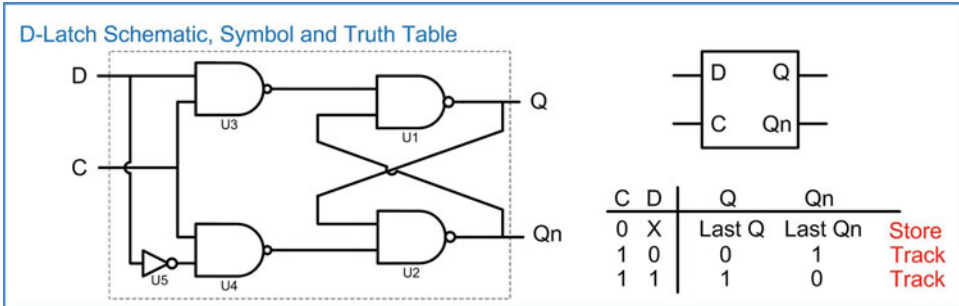 D-Latch Schematic, Symbol and Truth Table
D
U3
U1
Q
C
U5
U4
U2
Qn
D Q
C Qn
C D Q Qn
0 X Last Q Last Qn Store
1 0 0 1 Track
1 1 1 0 Track